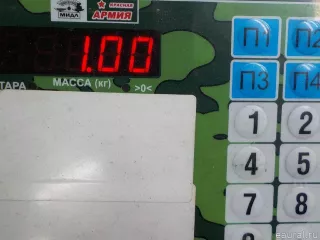 МИДЛ
КРАСНАЯ
АРМИЯ
1.00
ТАРА МАССА (кг) >0<
П1 П2
П3 П4
1 2
4 5
7 8